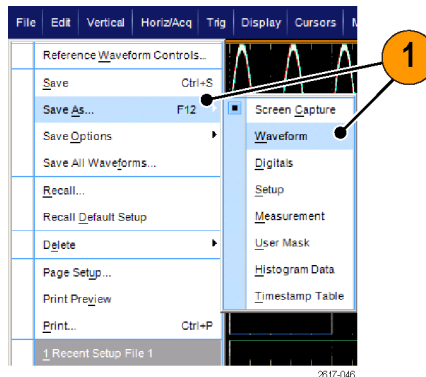 File Edit Vertical Horiz/Acq Trig Display Cursors
Reference Waveform Controls...
Save Ctrl+S
Save As... F12
Save Options
Save All Waveforms...
Recall...
Recall Default Setup
Delete
Page Setup...
Print Preview
Print... Ctrl+P
1 Recent Setup File 1
Screen Capture
Waveform
Digitals
Setup
Measurement
User Mask
Histogram Data
Timestamp Table
1
2617-046